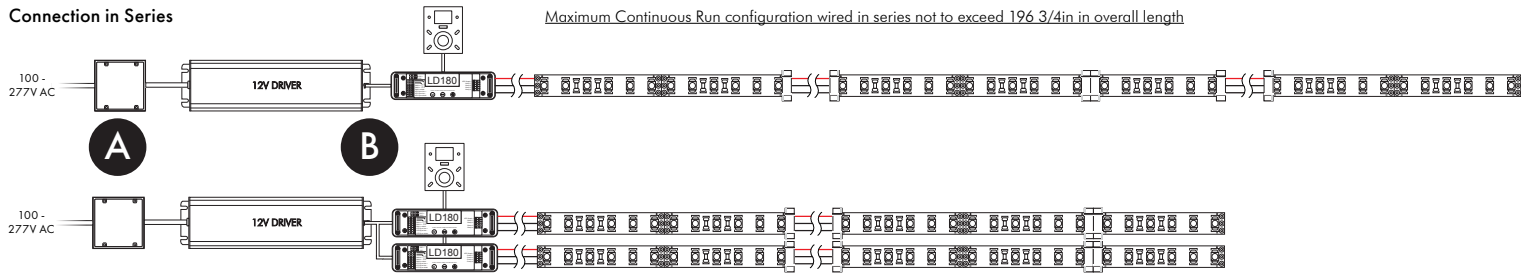 Connection in Series
Maximum Continuous Run configuration wired in series not to exceed 196 3/4in in overall length
100 -
277V AC
12V DRIVER
LD180
A
B
100 -
277V AC
12V DRIVER
LD180
LD180